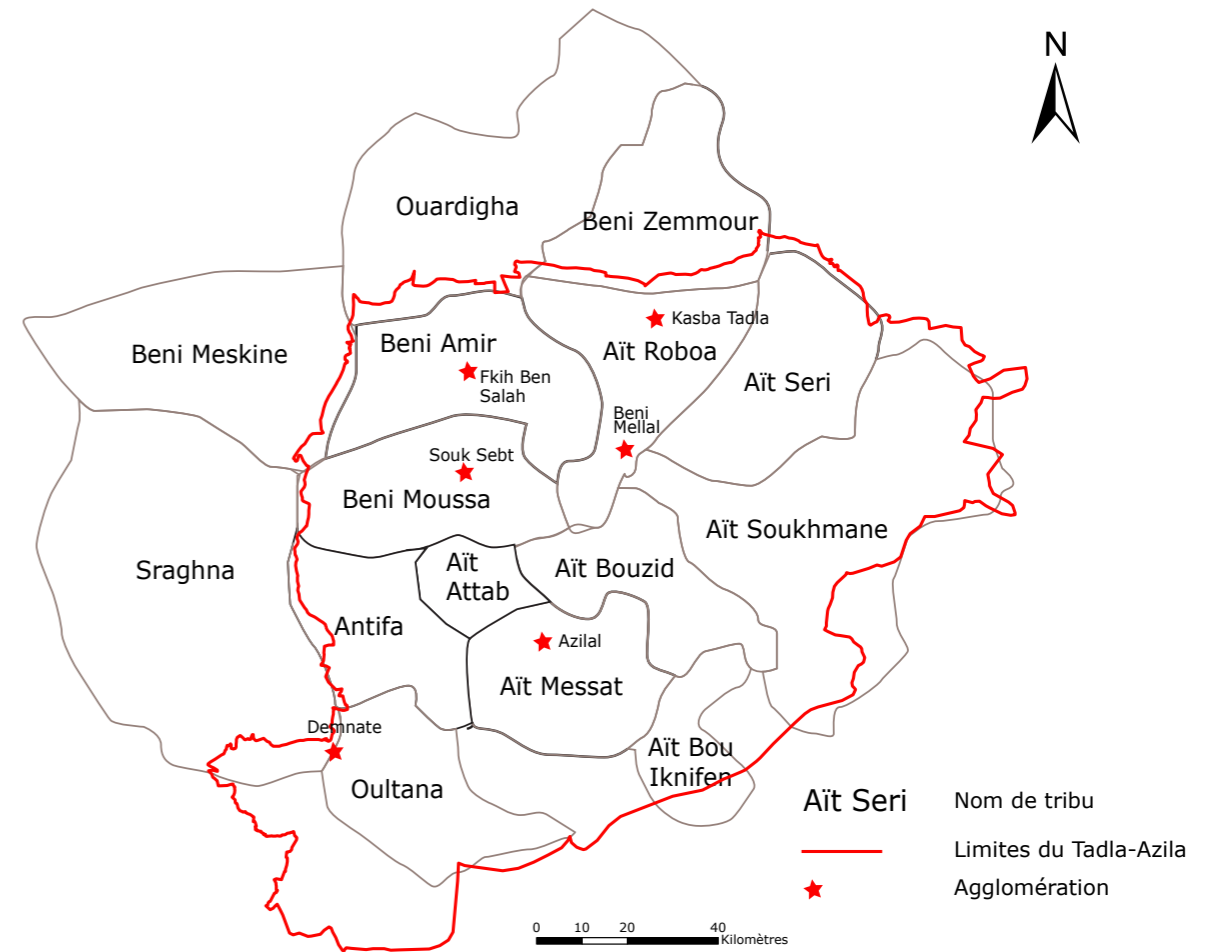 N
Ouardigha
Beni Zemmour
Kasba Tadla
Beni Amir
Aït Roboa
Beni Meskine
Fkih Ben
Salah
Aït Seri
Beni
Mellal
Souk Sebt
Beni Moussa
Aït Soukhmane
Sraghna
Aït
Attab
Aït Bouzid
Antifa
Azilal
Aït Messat
Demnate
Aït Bou
Iknifen
Oultana
Aït Seri
Nom de tribu
Limites du Tadla-Azila
Agglomération
0 10 20 40
Kilomètres